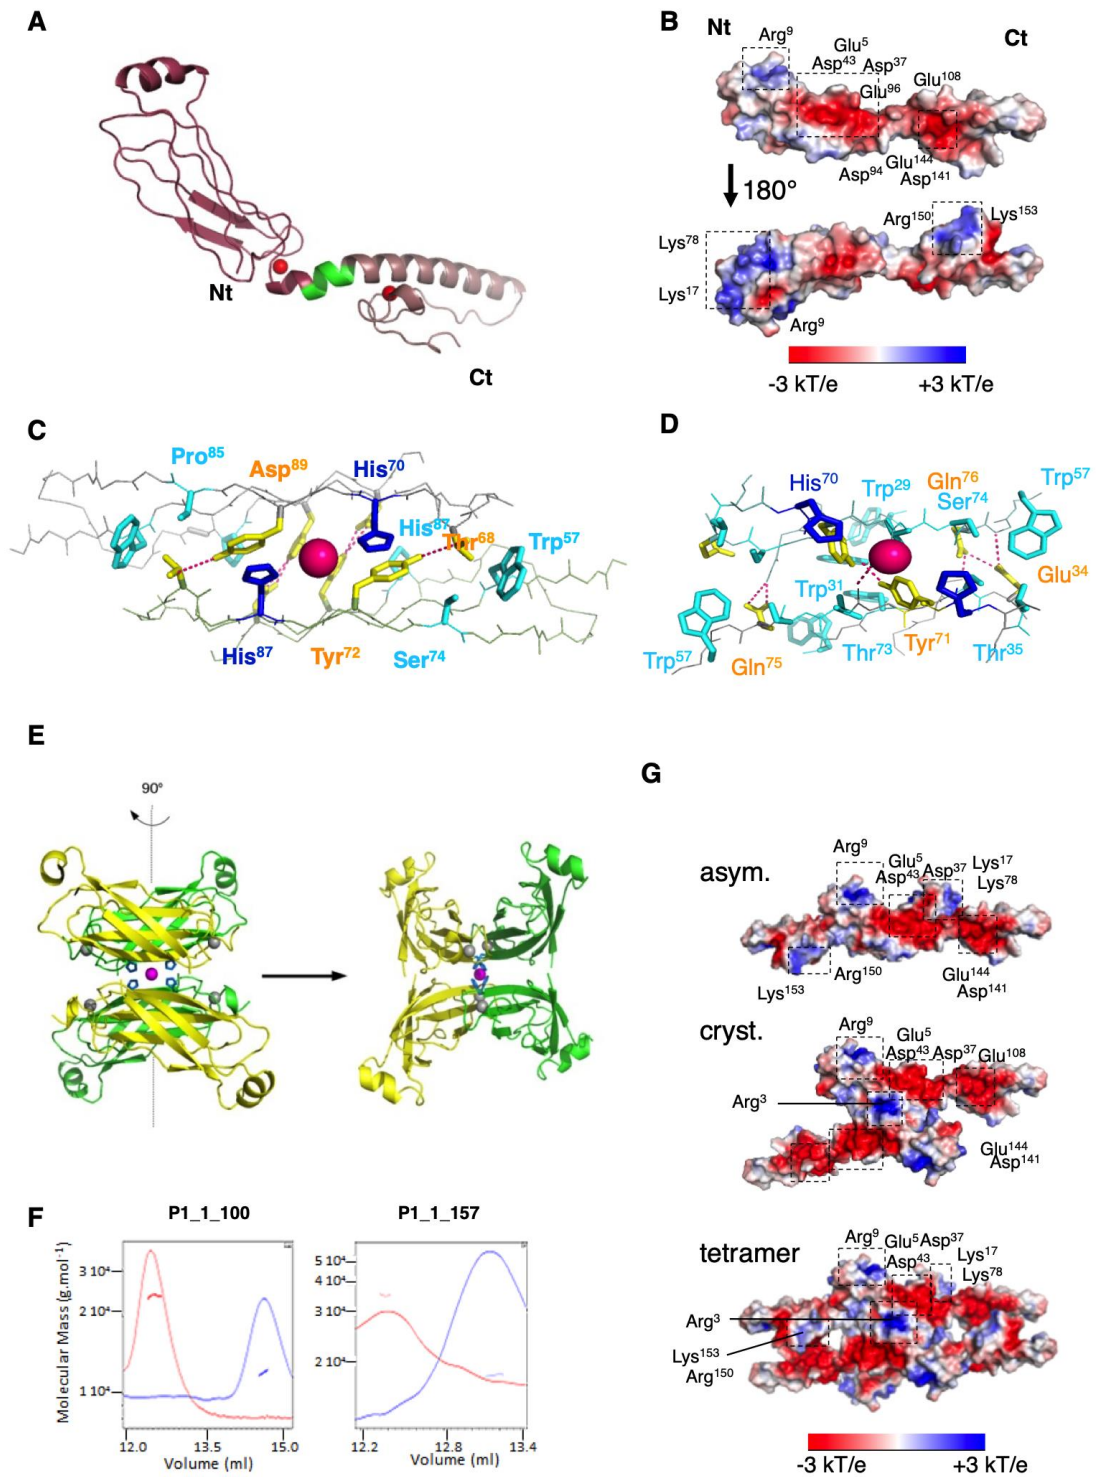 A
Nt
Ct
B
Nt
Ct
Arg⁹
Glu⁵
Asp⁴³ Asp³⁷
Glu⁹⁶
Glu¹⁰⁸
Asp⁹⁴
Glu¹⁴⁴
Asp¹⁴¹
180°
Arg¹⁵⁰
Lys¹⁵³
Lys⁷⁸
Lys¹⁷
Arg⁹
-3 kT/e
+3 kT/e
C
Pro⁸⁵
Asp⁸⁹
His⁷⁰
His⁸⁷
Thr⁶⁸
Trp⁵⁷
His⁸⁷
Tyr⁷²
Ser⁷⁴
D
His⁷⁰
Trp²⁹
Gln⁷⁶
Ser⁷⁴
Trp⁵⁷
Glu³⁴
Trp³¹
Trp⁵⁷
Gln⁷⁵
Thr⁷³
Tyr⁷¹
Thr³⁵
E
90°
F
P1_1_100
P1_1_157
Molecular Mass (g.mol⁻¹)
3 10⁴
2 10⁴
1 10⁴
12.0
13.5
15.0
Volume (ml)
5 10⁴
4 10⁴
3 10⁴
2 10⁴
12.2
12.8
13.4
Volume (ml)
G
asym.
Arg⁹
Glu⁵
Asp⁴³
Asp³⁷
Lys¹⁷
Lys⁷⁸
Lys¹⁵³
Arg¹⁵⁰
Glu¹⁴⁴
Asp¹⁴¹
cryst.
Arg⁹
Glu⁵
Asp⁴³ Asp³⁷
Glu¹⁰⁸
Arg³
Glu¹⁴⁴
Asp¹⁴¹
tetramer
Arg⁹
Glu⁵ Asp³⁷
Asp⁴³
Lys¹⁷
Lys⁷⁸
Arg³
Lys¹⁵³
Arg¹⁵⁰
-3 kT/e
+3 kT/e